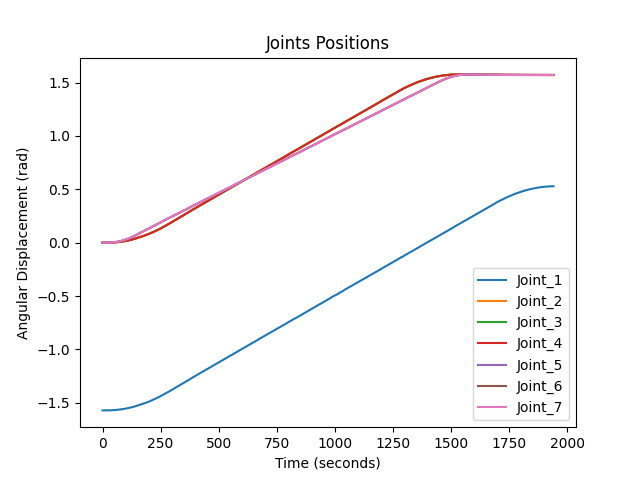 Joints Positions
Angular Displacement (rad)
1.5
1.0
0.5
0.0
−0.5
−1.0
−1.5
Joint_1
Joint_2
Joint_3
Joint_4
Joint_5
Joint_6
Joint_7
0 250 500 750 1000 1250 1500 1750 2000
Time (seconds)